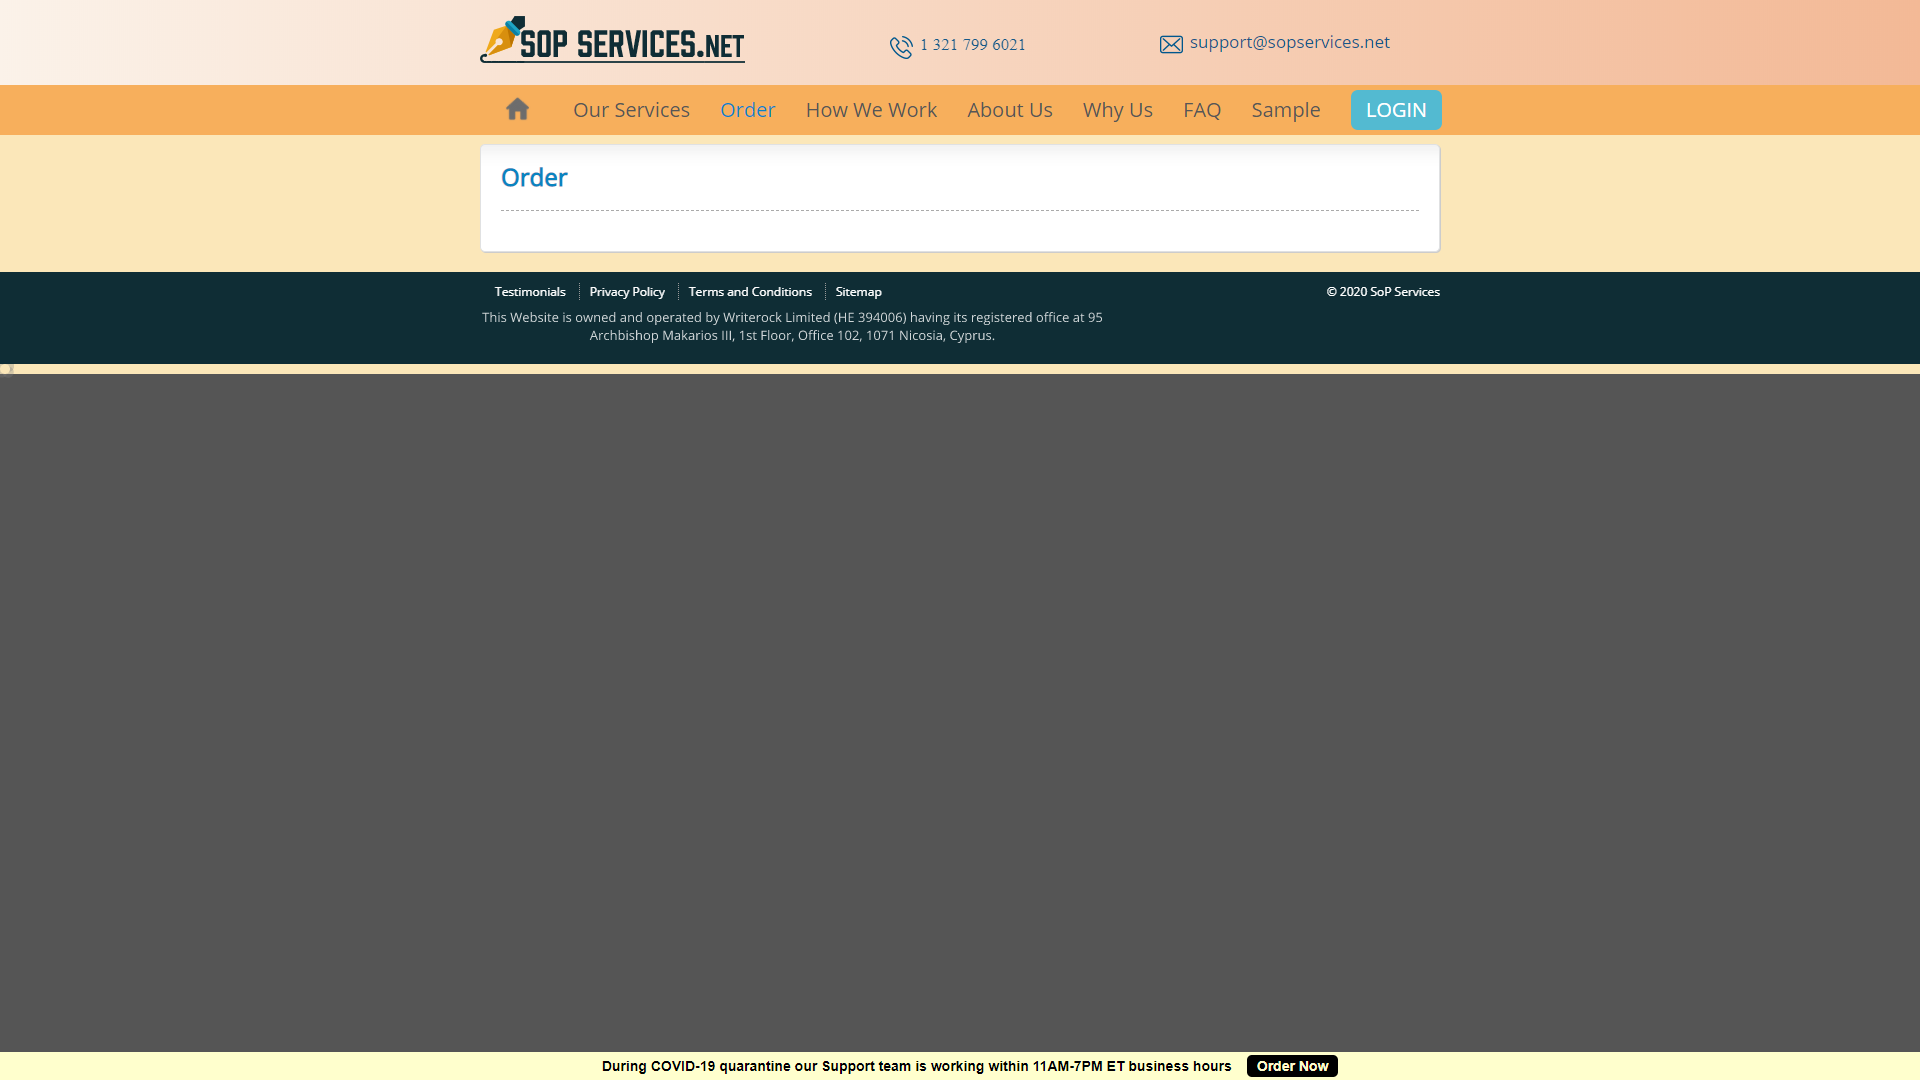 SOP SERVICES.NET
1 321 799 6021
support@sopservices.net
Our Services Order How We Work About Us Why Us FAQ Sample LOGIN
Order
Testimonials Privacy Policy Terms and Conditions Sitemap © 2020 SoP Services
This Website is owned and operated by Writerock Limited (HE 394006) having its registered office at 95
Archbishop Makarios III, 1st Floor, Office 102, 1071 Nicosia, Cyprus.
During COVID-19 quarantine our Support team is working within 11AM-7PM ET business hours Order Now